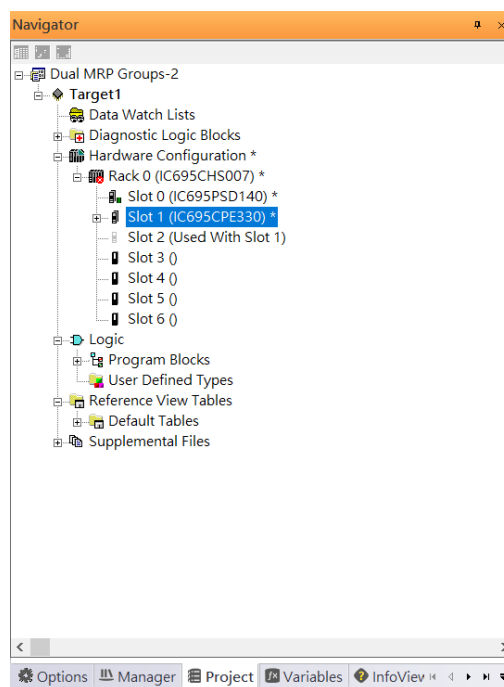 Navigator
Dual MRP Groups-2
Target1
Data Watch Lists
Diagnostic Logic Blocks
Hardware Configuration *
Rack 0 (IC695CHS007) *
Slot 0 (IC695PSD140) *
Slot 1 (IC695CPE330) *
Slot 2 (Used With Slot 1)
Slot 3 ()
Slot 4 ()
Slot 5 ()
Slot 6 ()
Logic
Program Blocks
User Defined Types
Reference View Tables
Default Tables
Supplemental Files
Options Manager Project Variables InfoView